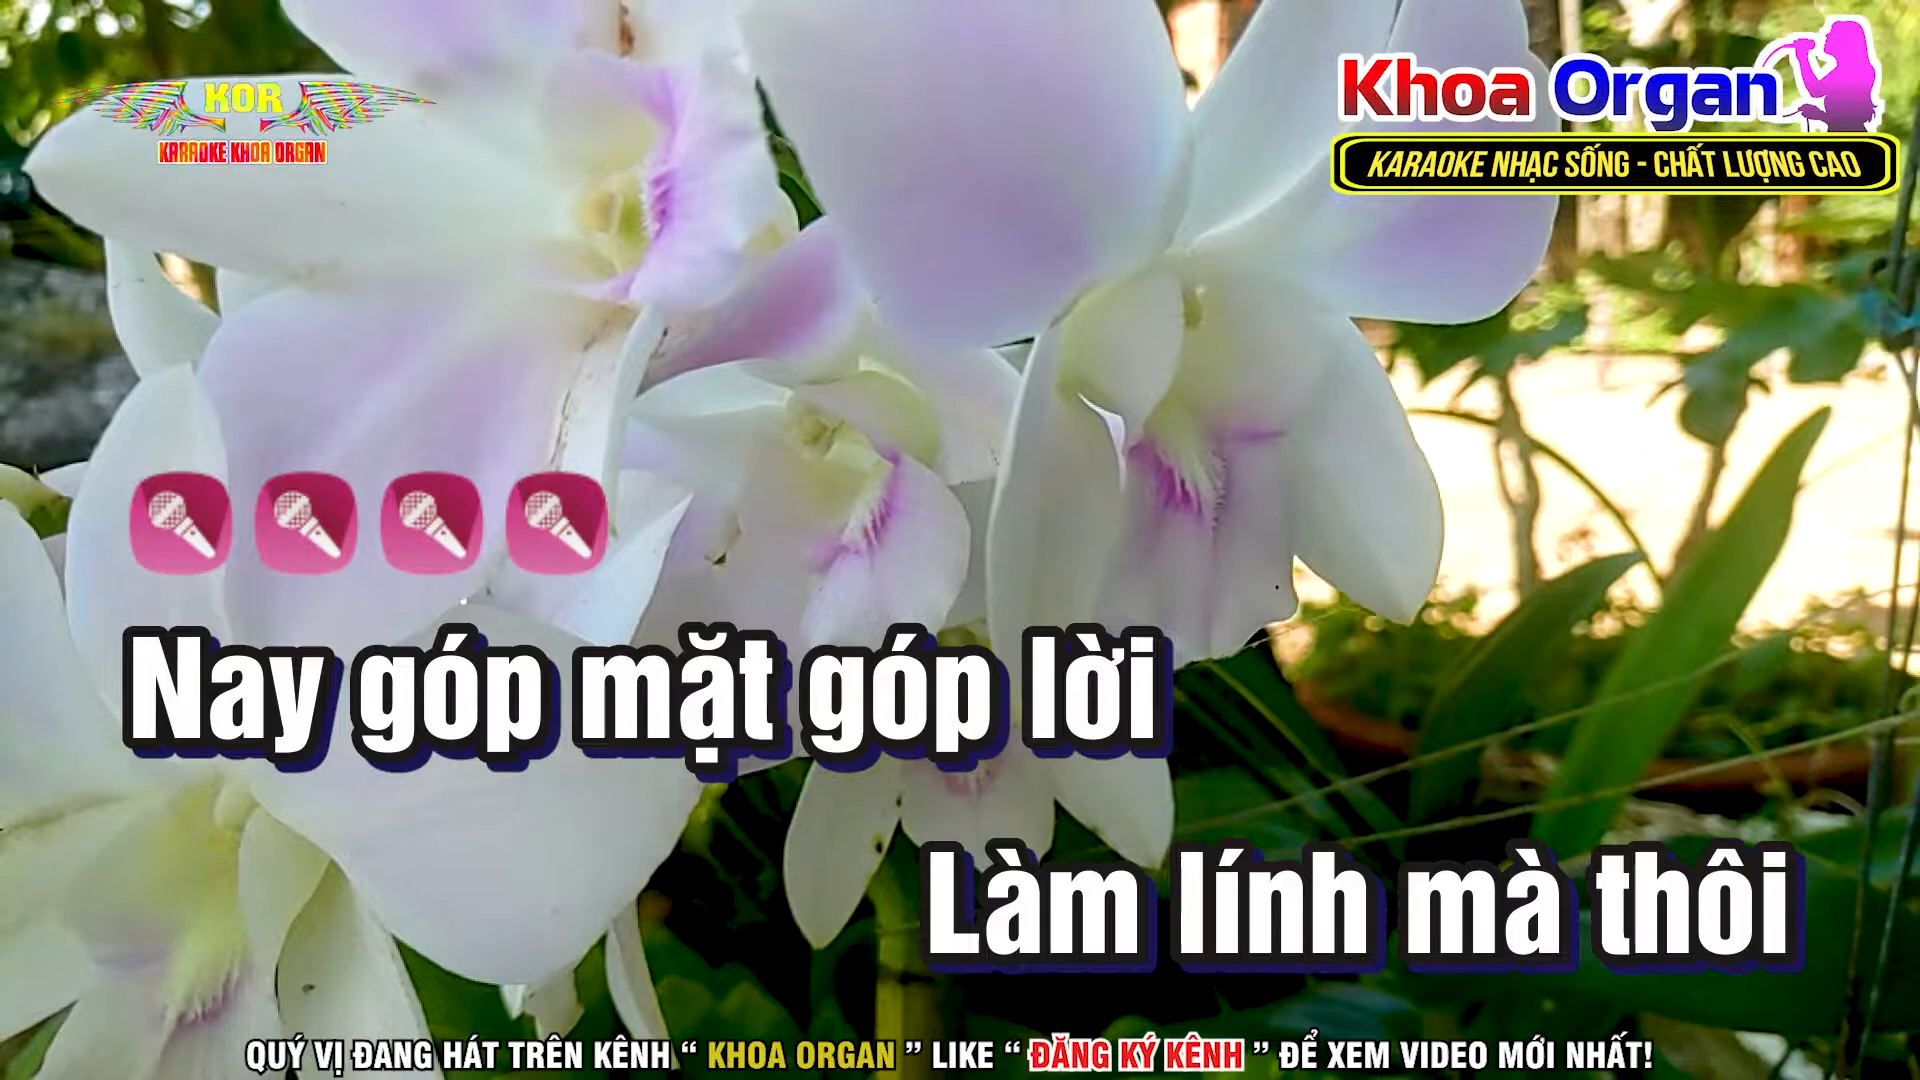 KOR
KARAOKE KHOA ORGAN
Khoa Organ
KARAOKE NHẠC SỐNG - CHẤT LƯỢNG CAO
Nay góp mặt góp lời
Làm lính mà thôi
QUÝ VỊ ĐANG HÁT TRÊN KÊNH “ KHOA ORGAN ” LIKE “ ĐĂNG KÝ KÊNH ” ĐỂ XEM VIDEO MỚI NHẤT!